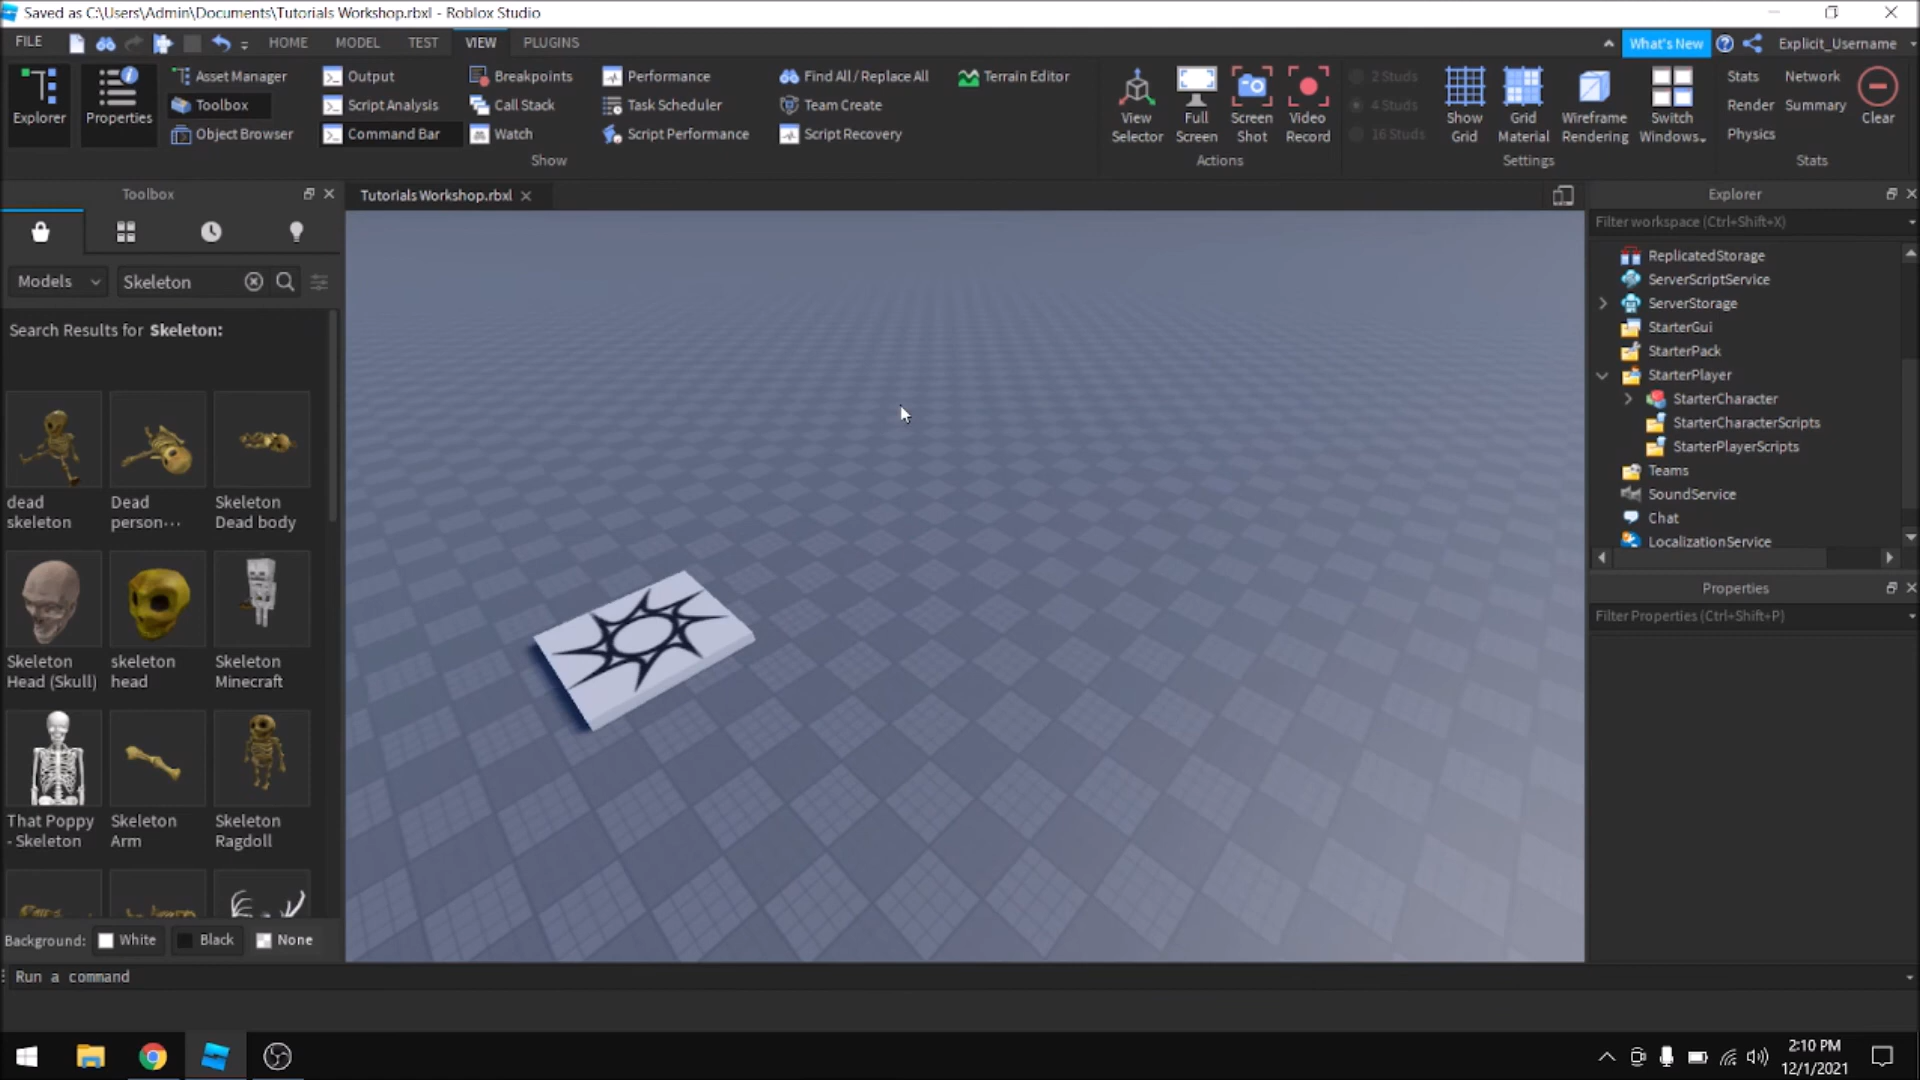 Saved as C:\Users\Admin\Documents\Tutorials Workshop.rbxl - Roblox Studio
FILE HOME MODEL TEST VIEW PLUGINS What's New Explicit_Username
Explorer
Properties
Asset Manager
Toolbox
Object Browser
Output
Script Analysis
Command Bar
Breakpoints
Call Stack
Watch
Performance
Task Scheduler
Script Performance
Find All / Replace All
Team Create
Script Recovery
Terrain Editor
Show
View Selector
Full Screen
Screen Shot
Video Record
Actions
2 Studs
4 Studs
16 Studs
Show Grid
Grid Material
Wireframe Rendering
Switch Windows
Settings
Stats
Render
Physics
Network
Summary
Clear
Stats
Toolbox
Models
Skeleton
Search Results for Skeleton:
dead skeleton
Dead person...
Skeleton Dead body
Skeleton Head (Skull)
skeleton head
Skeleton Minecraft
That Poppy - Skeleton
Skeleton Arm
Skeleton Ragdoll
Background: White Black None
Tutorials Workshop.rbxl
Explorer
Filter workspace (Ctrl+Shift+X)
ReplicatedStorage
ServerScriptService
ServerStorage
StarterGui
StarterPack
StarterPlayer
StarterCharacter
StarterCharacterScripts
StarterPlayerScripts
Teams
SoundService
Chat
LocalizationService
Properties
Filter Properties (Ctrl+Shift+P)
Run a command
2:10 PM
12/1/2021